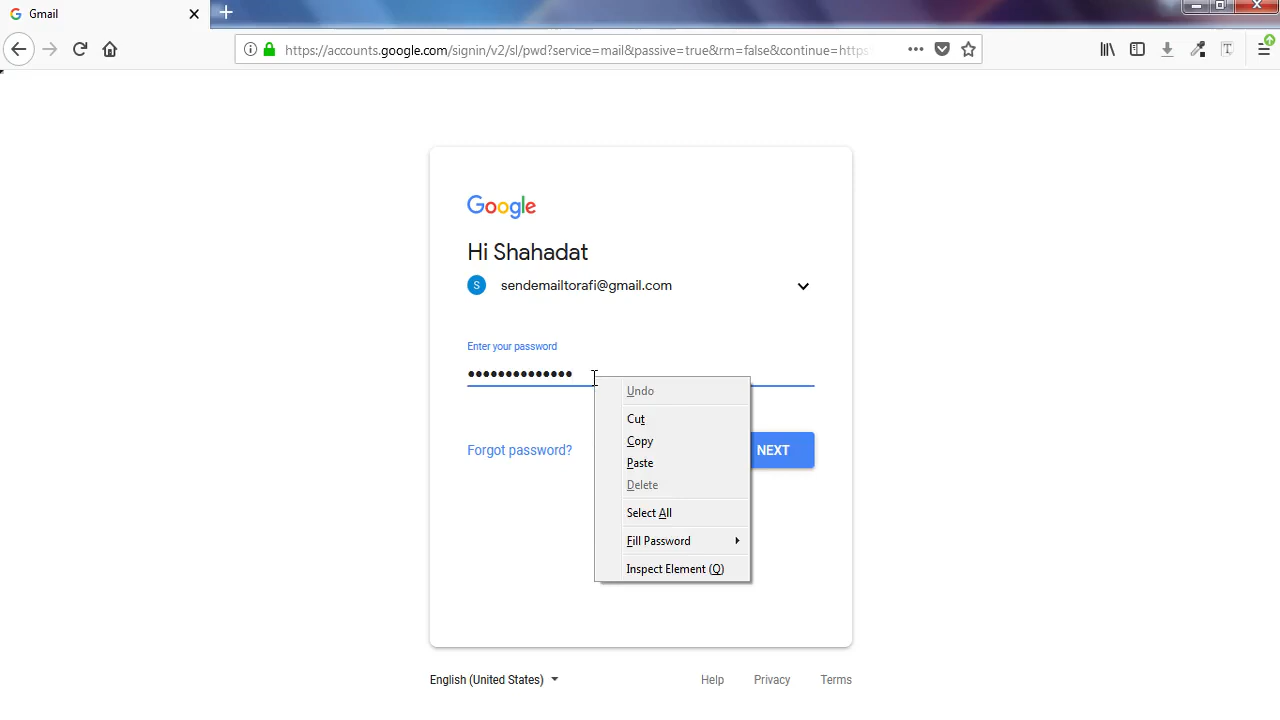 Gmail
https://accounts.google.com/signin/v2/sl/pwd?service=mail&passive=true&rm=false&continue=https:
Google
Hi Shahadat
S sendemailtorafi@gmail.com
Enter your password
••••••••••••••
Undo
Cut
Copy
Paste
Delete
Select All
Fill Password
Inspect Element (Q)
Forgot password?
NEXT
English (United States)
Help
Privacy
Terms